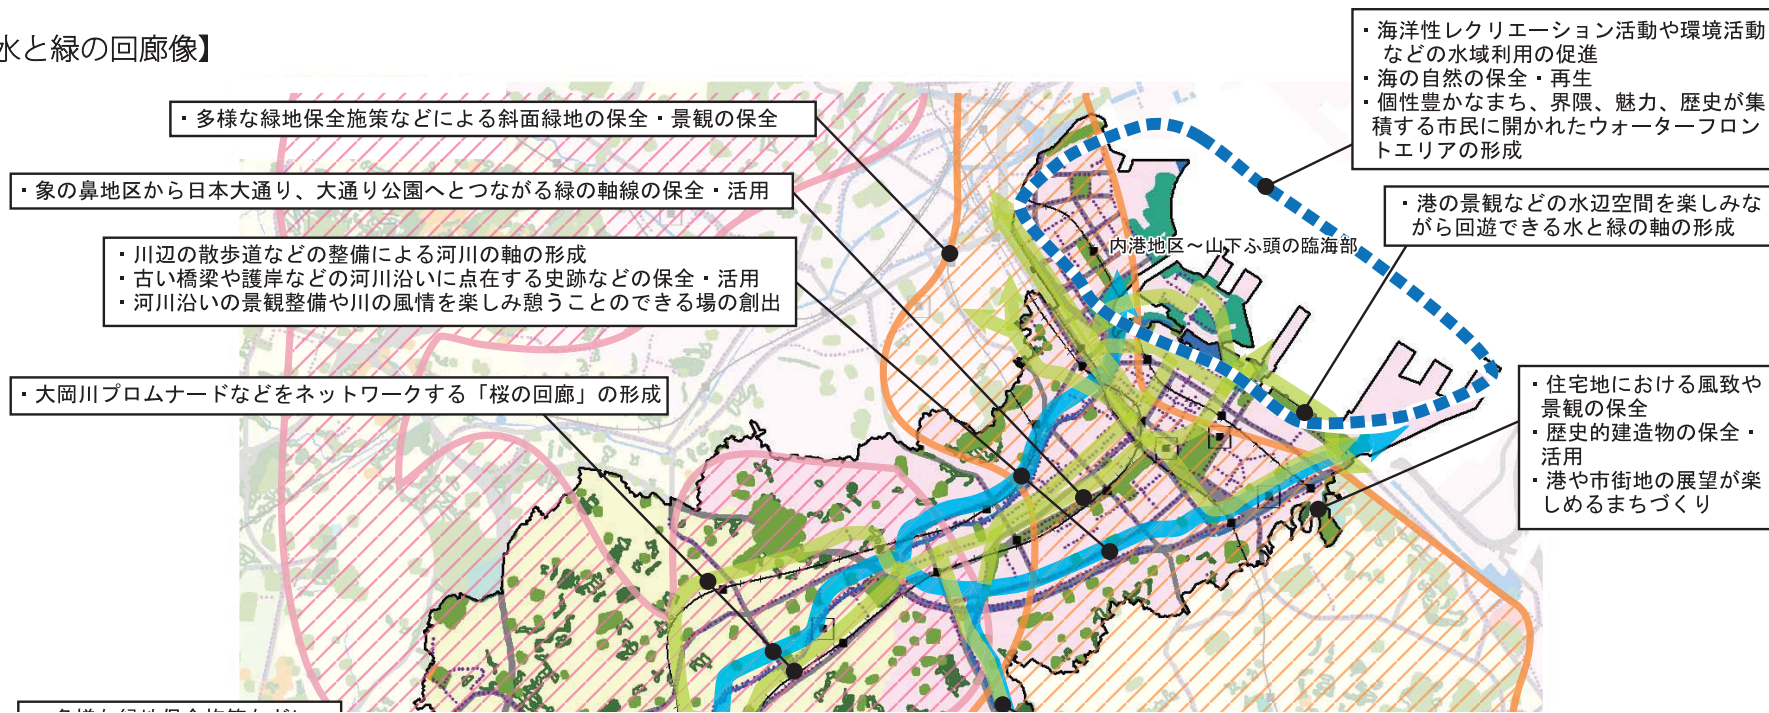 水と緑の回廊像】
・多様な緑地保全施策などによる斜面緑地の保全・景観の保全
・象の鼻地区から日本大通り、大通り公園へとつながる緑の軸線の保全・活用
・川辺の散歩道などの整備による河川の軸の形成
・古い橋梁や護岸などの河川沿いに点在する史跡などの保全・活用
・河川沿いの景観整備や川の風情を楽しみ憩うことのできる場の創出
・大岡川プロムナードなどをネットワークする「桜の回廊」の形成
・海洋性レクリエーション活動や環境活動
などの水域利用の促進
・海の自然の保全・再生
・個性豊かなまち、界隈、魅力、歴史が集
積する市民に開かれたウォーターフロン
トエリアの形成
・港の景観などの水辺空間を楽しみな
がら回遊できる水と緑の軸の形成
内港地区～山下ふ頭の臨海部
・住宅地における風致や
景観の保全
・歴史的建造物の保全・
活用
・港や市街地の展望が楽
しめるまちづくり